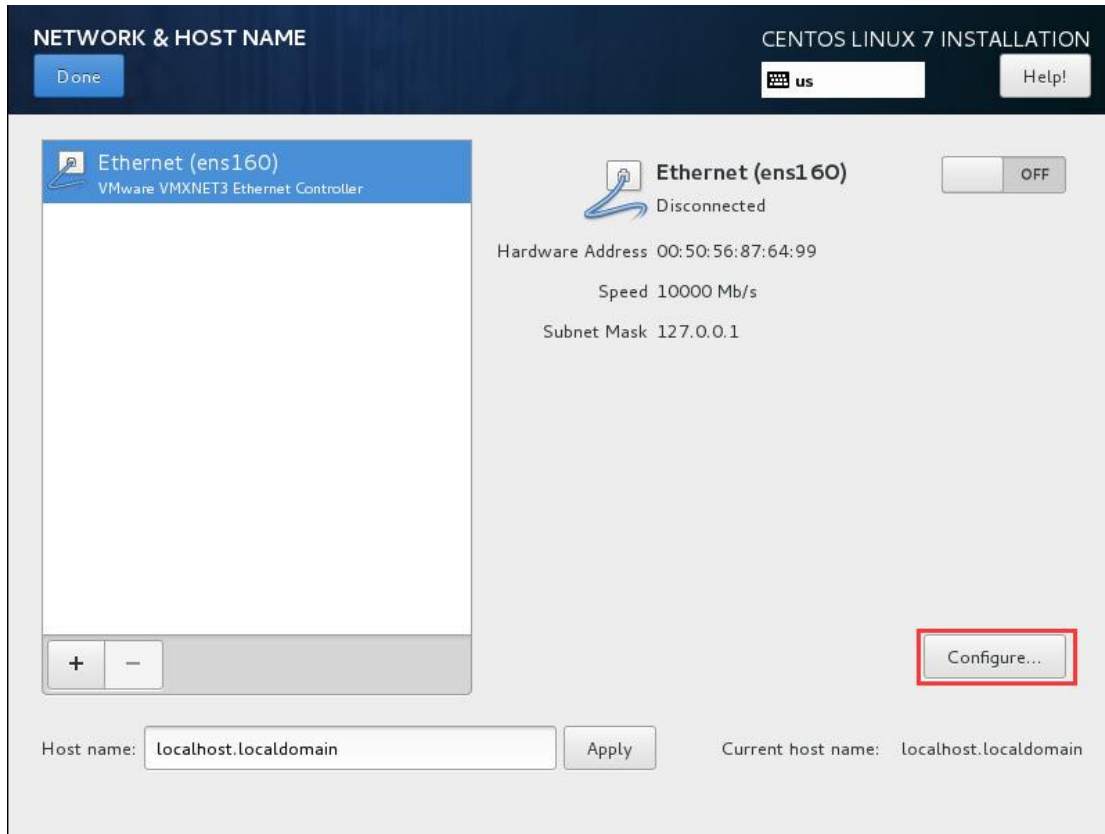 NETWORK & HOST NAME
CENTOS LINUX 7 INSTALLATION
Done
us
Help!
Ethernet (ens160)
VMware VMXNET3 Ethernet Controller
Ethernet (ens160)
Disconnected
OFF
Hardware Address 00:50:56:87:64:99
Speed 10000 Mb/s
Subnet Mask 127.0.0.1
+ −
Configure...
Host name: localhost.localdomain Apply Current host name: localhost.localdomain